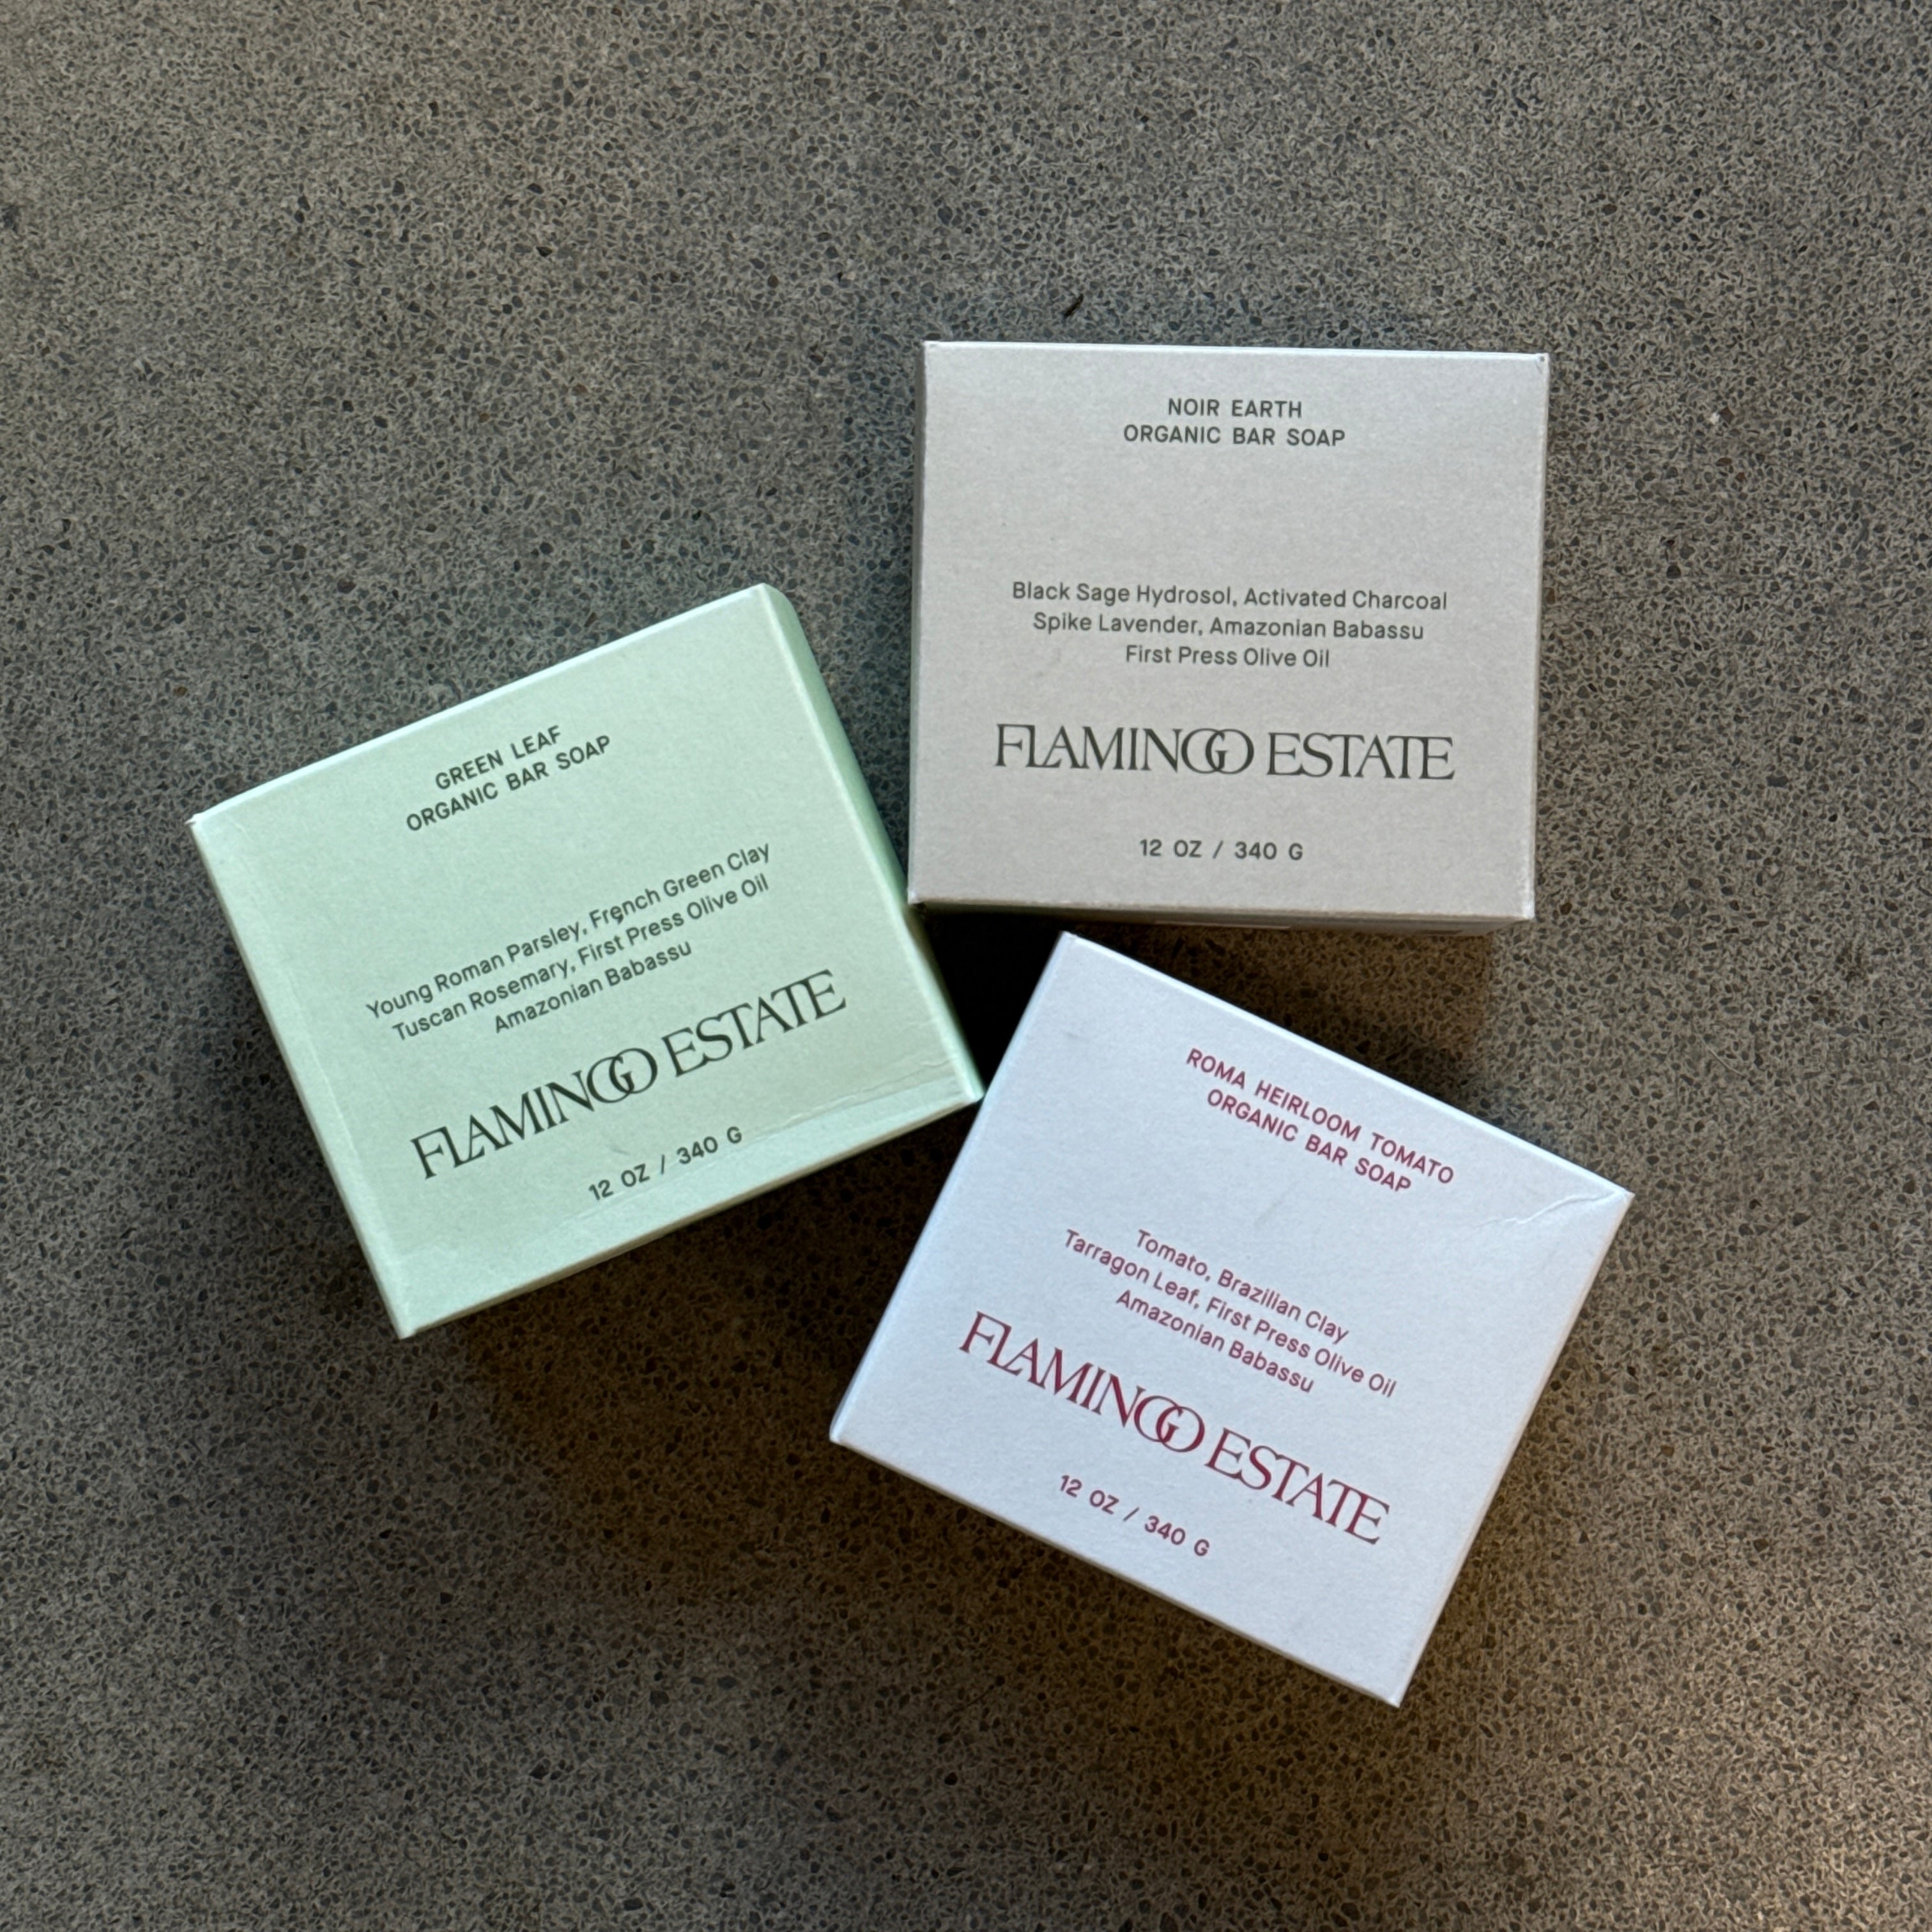 NOIR EARTH
ORGANIC BAR SOAP
Black Sage Hydrosol, Activated Charcoal
Spike Lavender, Amazonian Babassu
First Press Olive Oil
FLAMINGO ESTATE
12 OZ / 340 G
GREEN LEAF
ORGANIC BAR SOAP
Young Roman Parsley, French Green Clay
Tuscan Rosemary, First Press Olive Oil
Amazonian Babassu
FLAMINGO ESTATE
12 OZ / 340 G
ROMA HEIRLOOM TOMATO
ORGANIC BAR SOAP
Tomato, Brazilian Clay
Tarragon Leaf, First Press Olive Oil
Amazonian Babassu
FLAMINGO ESTATE
12 OZ / 340 G